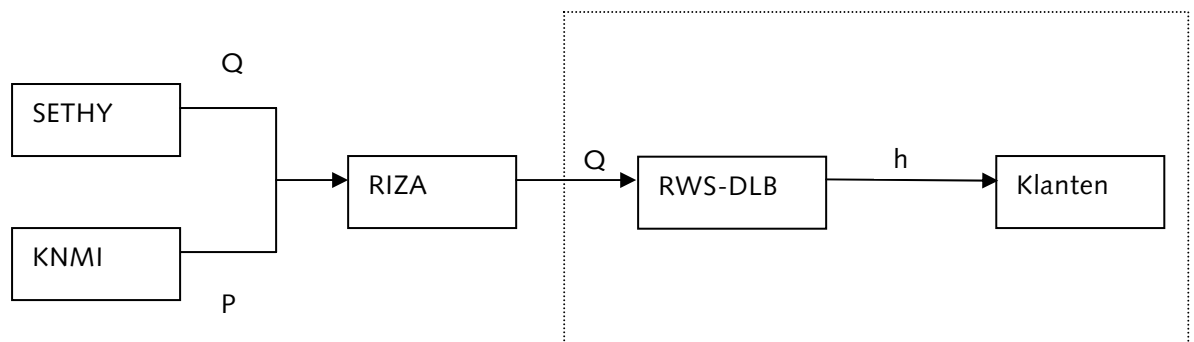 Q
SETHY
Q
h
RIZA
RWS-DLB
Klanten
KNMI
P